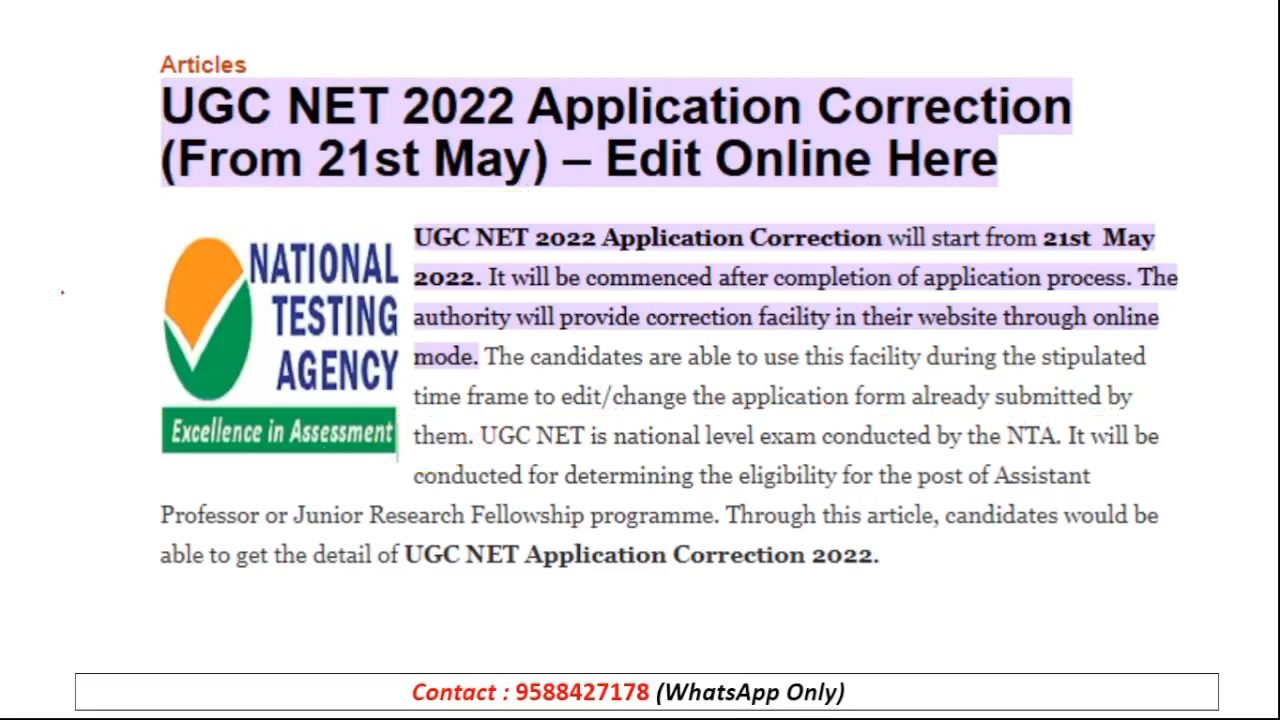 Articles
UGC NET 2022 Application Correction
(From 21st May) – Edit Online Here
NATIONAL
TESTING
AGENCY
Excellence in Assessment
UGC NET 2022 Application Correction will start from 21st May
2022. It will be commenced after completion of application process. The
authority will provide correction facility in their website through online
mode. The candidates are able to use this facility during the stipulated
time frame to edit/change the application form already submitted by
them. UGC NET is national level exam conducted by the NTA. It will be
conducted for determining the eligibility for the post of Assistant
Professor or Junior Research Fellowship programme. Through this article, candidates would be
able to get the detail of UGC NET Application Correction 2022.
Contact : 9588427178 (WhatsApp Only)